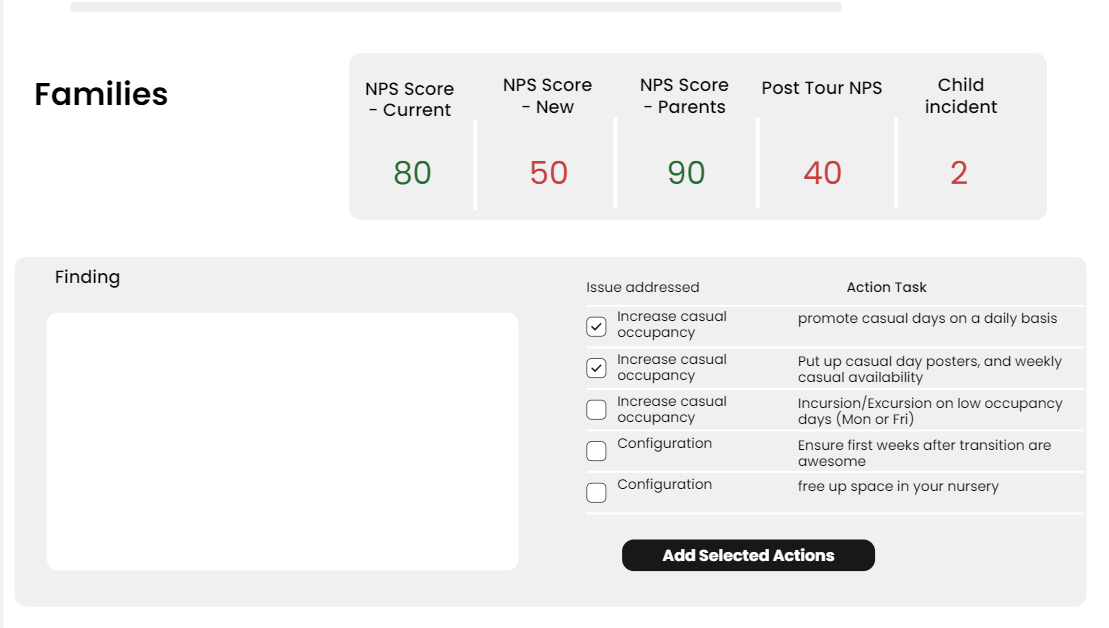 Families
NPS Score
- Current
80
NPS Score
- New
50
NPS Score
- Parents
90
Post Tour NPS
40
Child
incident
2
Finding
Issue addressed
Action Task
Increase casual
occupancy
promote casual days on a daily basis
Increase casual
occupancy
Put up casual day posters, and weekly
casual availability
Increase casual
occupancy
Incursion/Excursion on low occupancy
days (Mon or Fri)
Configuration
Ensure first weeks after transition are
awesome
Configuration
free up space in your nursery
Add Selected Actions